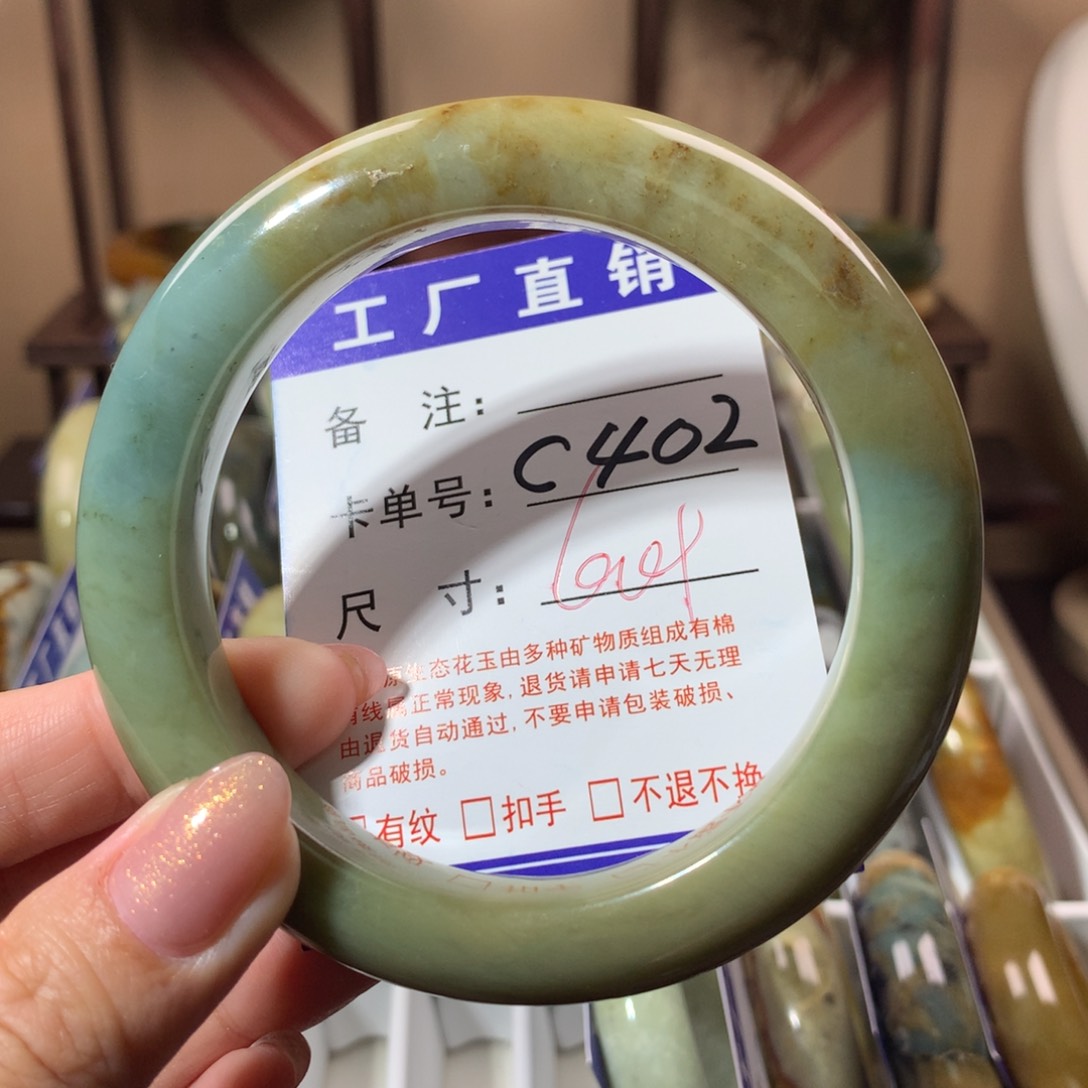 工厂直销
备 注:
卡单号: C402
尺 寸:
原生态花玉由多种矿物质组成有棉
有线属正常现象,退货请申请七天无理
由退货自动通过,不要申请包装破损、
商品破损。
□有纹 □扣手 □不退不换